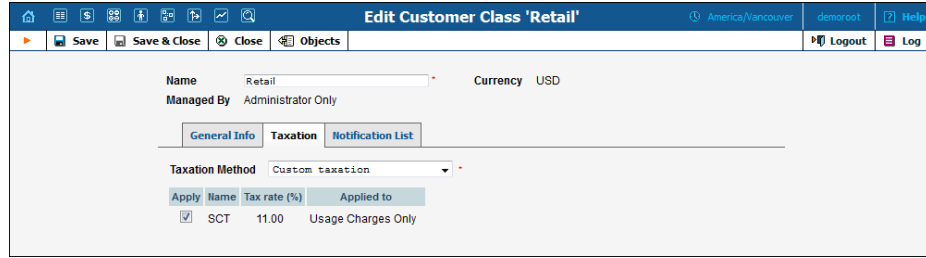 Edit Customer Class 'Retail' America/Vancouver demoroot ? Help
Save Save & Close Close Objects Logout Log
Name Retail * Currency USD
Managed By Administrator Only
General Info Taxation Notification List
Taxation Method Custom taxation *
Apply Name Tax rate (%) Applied to
SCT 11.00 Usage Charges Only